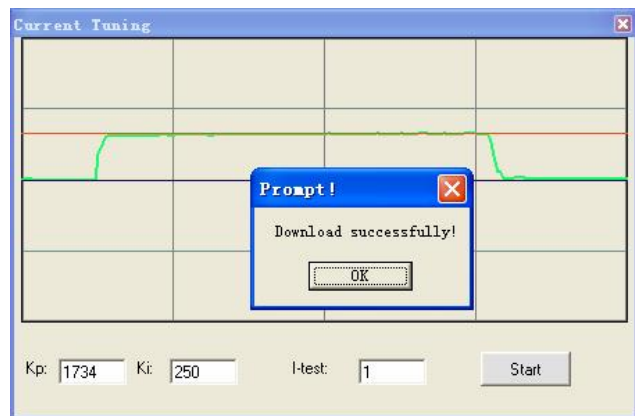 Current Tuning
Prompt!
Download successfully!
OK
Kp: 1734 Ki: 250 I-test: 1 Start